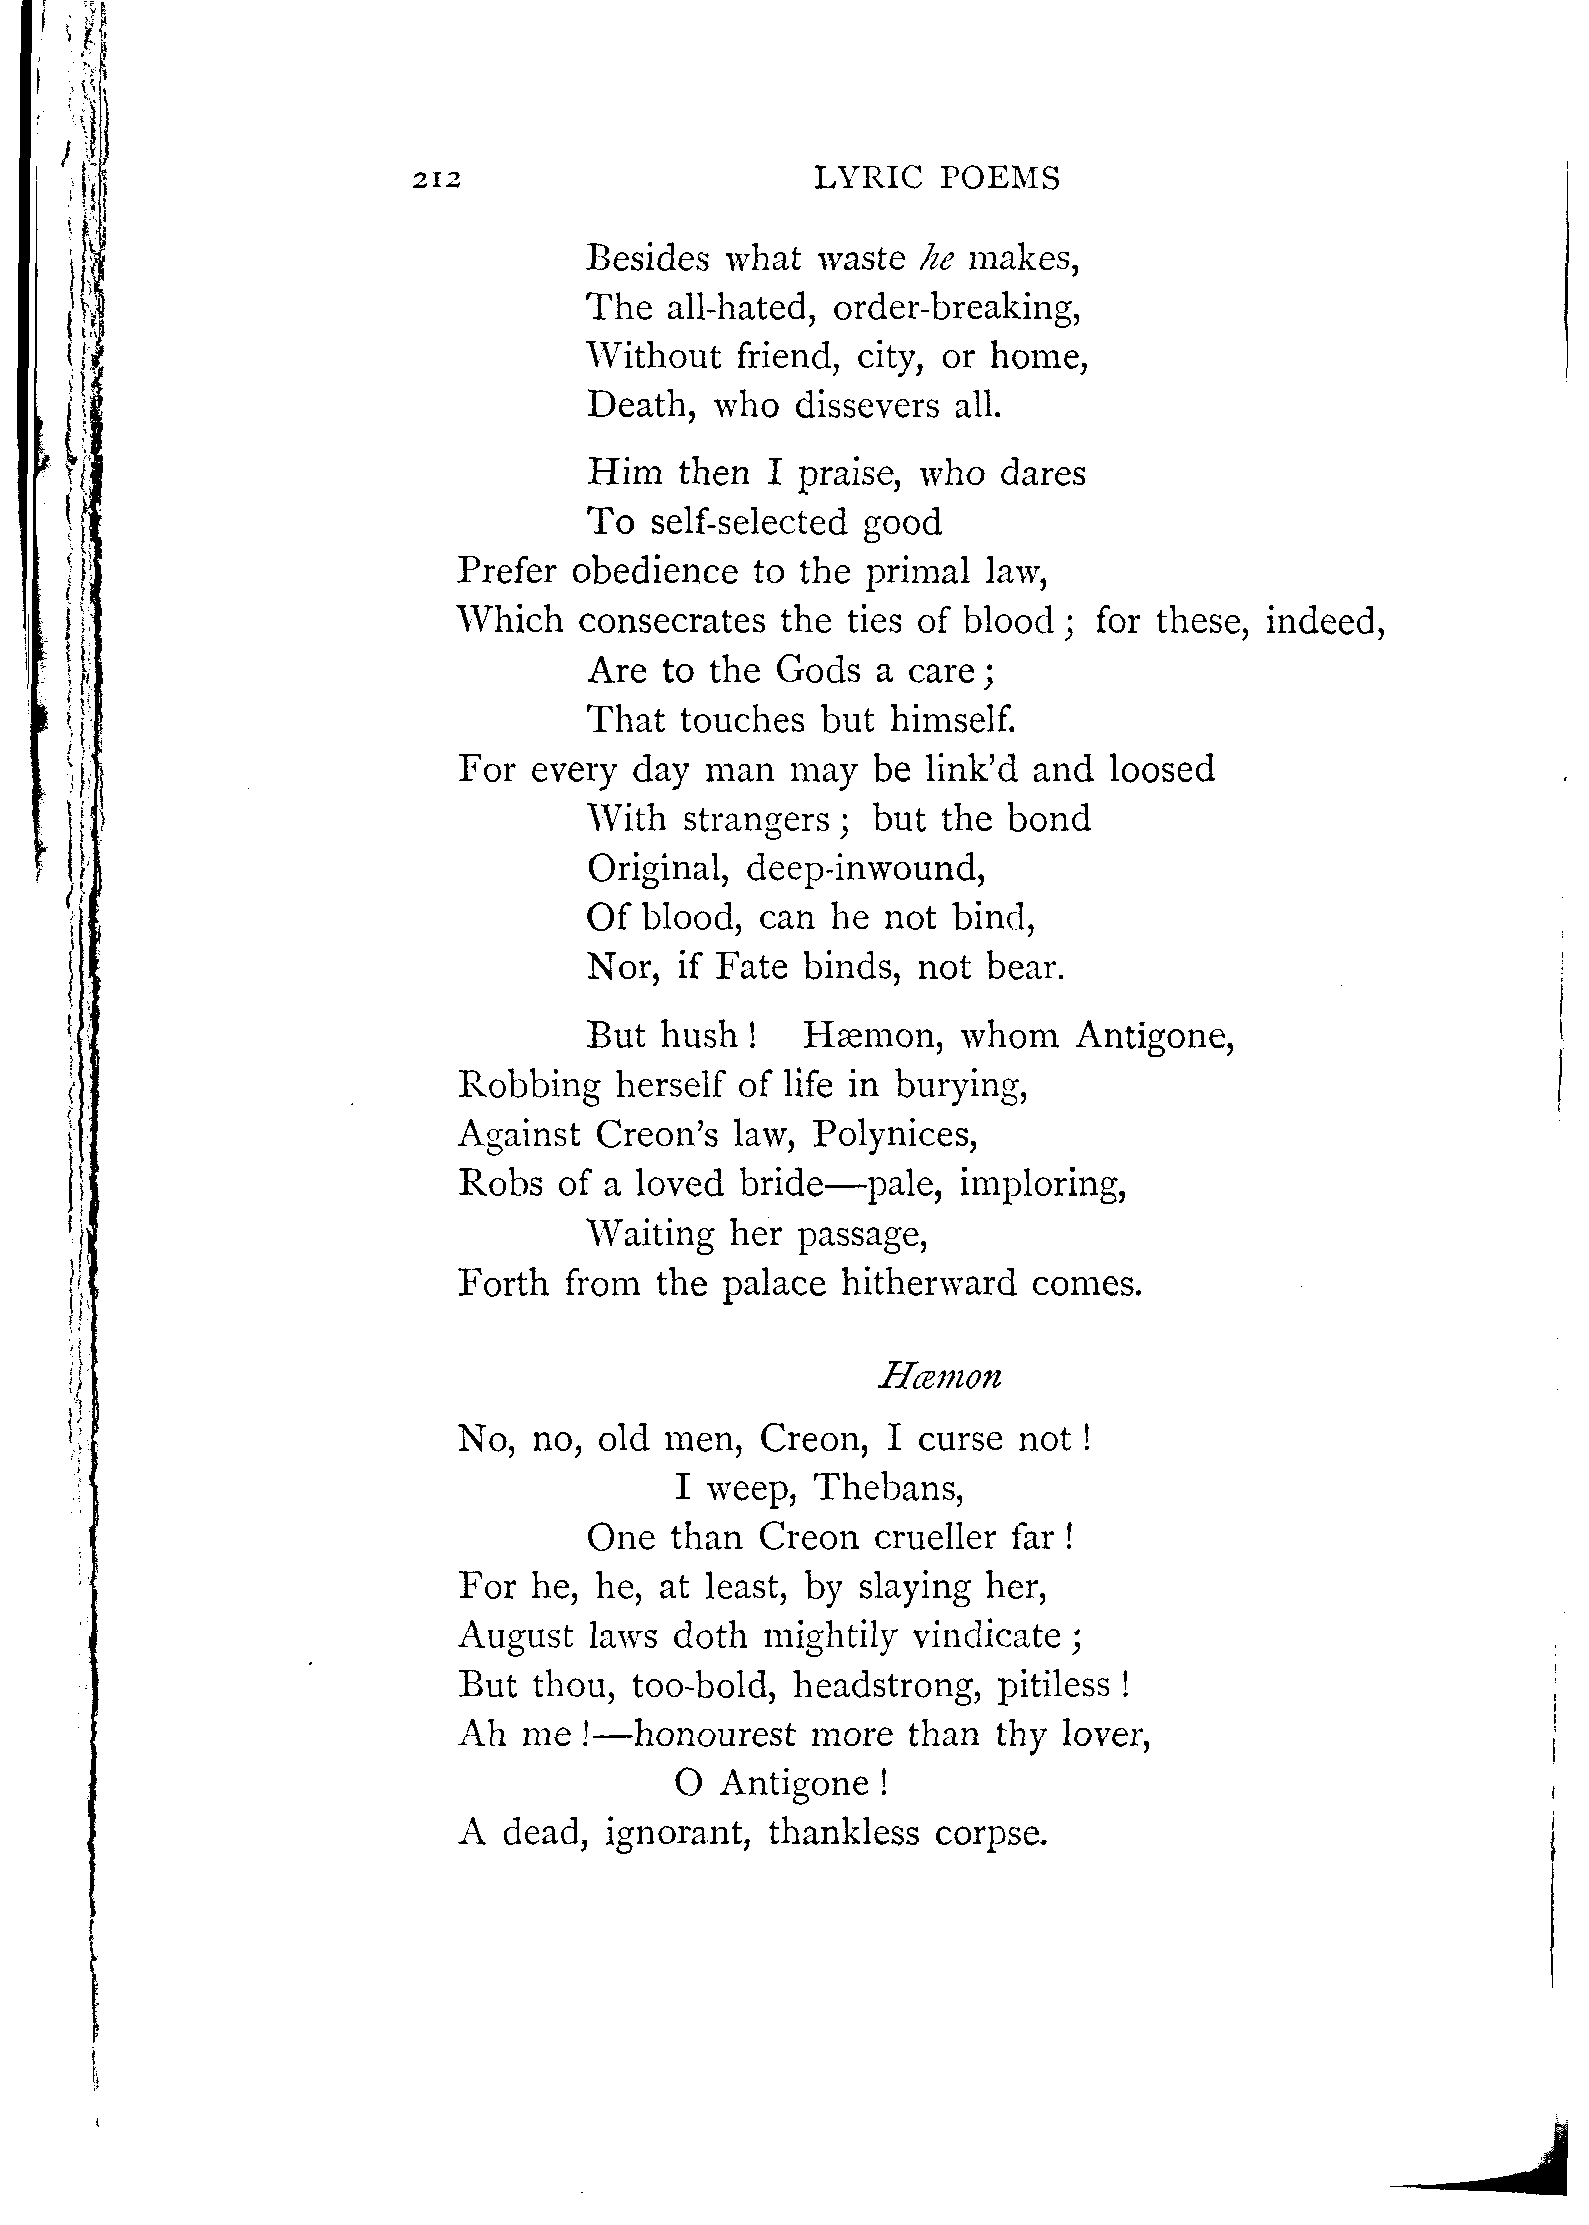 212 LYRIC POEMS
Besides what waste he makes,
The all-hated, order-breaking,
Without friend, city, or home,
Death, who dissevers all.
Him then I praise, who dares
To self-selected good
Prefer obedience to the primal law,
Which consecrates the ties of blood ; for these, indeed,
Are to the Gods a care ;
That touches but himself.
For every day man may be link'd and loosed
With strangers ; but the bond
Original, deep-inwound,
Of blood, can he not bind,
Nor, if Fate binds, not bear.
But hush ! Hæmon, whom Antigone,
Robbing herself of life in burying,
Against Creon's law, Polynices,
Robs of a loved bride—pale, imploring,
Waiting her passage,
Forth from the palace hitherward comes.
Hæmon
No, no, old men, Creon, I curse not !
I weep, Thebans,
One than Creon crueller far !
For he, he, at least, by slaying her,
August laws doth mightily vindicate ;
But thou, too-bold, headstrong, pitiless !
Ah me !—honourest more than thy lover,
O Antigone !
A dead, ignorant, thankless corpse.